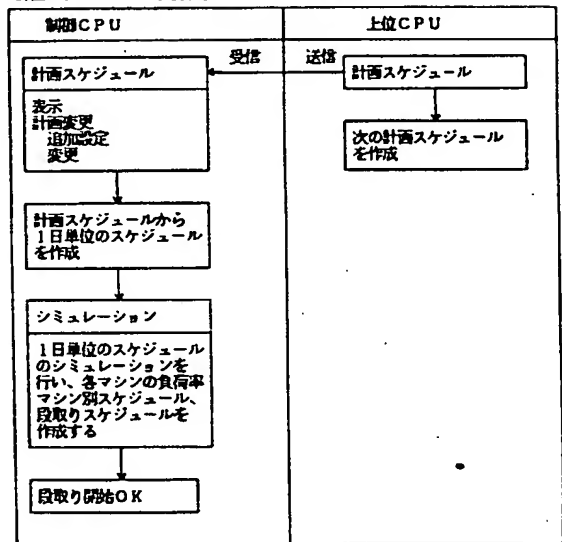 制御CPU
上位CPU
受信
送信
計画スケジュール
計画スケジュール
表示
計画変更
追加設定
変更
次の計画スケジュール
を作成
計画スケジュールから
1日単位のスケジュール
を作成
シミュレーション
1日単位のスケジュール
のシミュレーションを
行い、各マシンの負荷率
マシン別スケジュール、
段取りスケジュールを
作成する
段取り開始OK